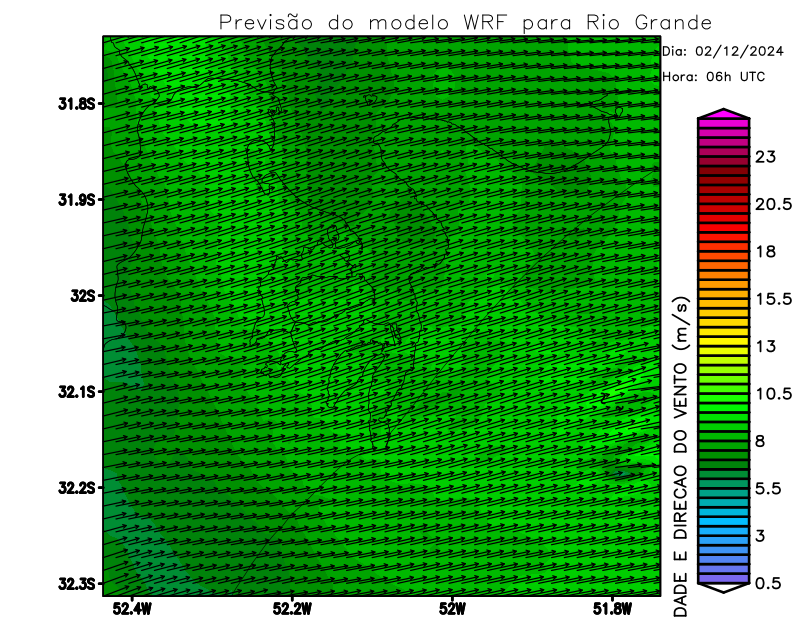 Previsão do modelo WRF para Rio Grande
Dia: 02/12/2024
Hora: 06h UTC
31.8S
31.9S
32S
32.1S
32.2S
32.3S
52.4W
52.2W
52W
51.8W
23
20.5
18
15.5
13
10.5
8
5.5
3
0.5
DADE E DIRECAO DO VENTO (m/s)